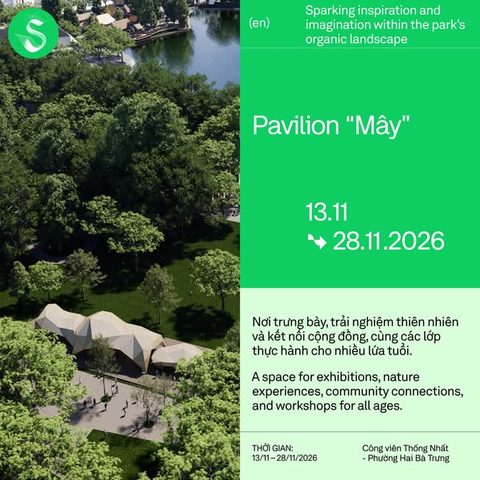 (en)
Sparking inspiration and
imagination within the park's
organic landscape
Pavilion "Mây"
13.11
↪ 28.11.2026
Nơi trưng bày, trải nghiệm thiên nhiên
và kết nối cộng đồng, cùng các lớp
thực hành cho nhiều lứa tuổi.
A space for exhibitions, nature
experiences, community connections,
and workshops for all ages.
THỜI GIAN:
13/11 – 28/11/2026
Công viên Thống Nhất
- Phường Hai Bà Trưng